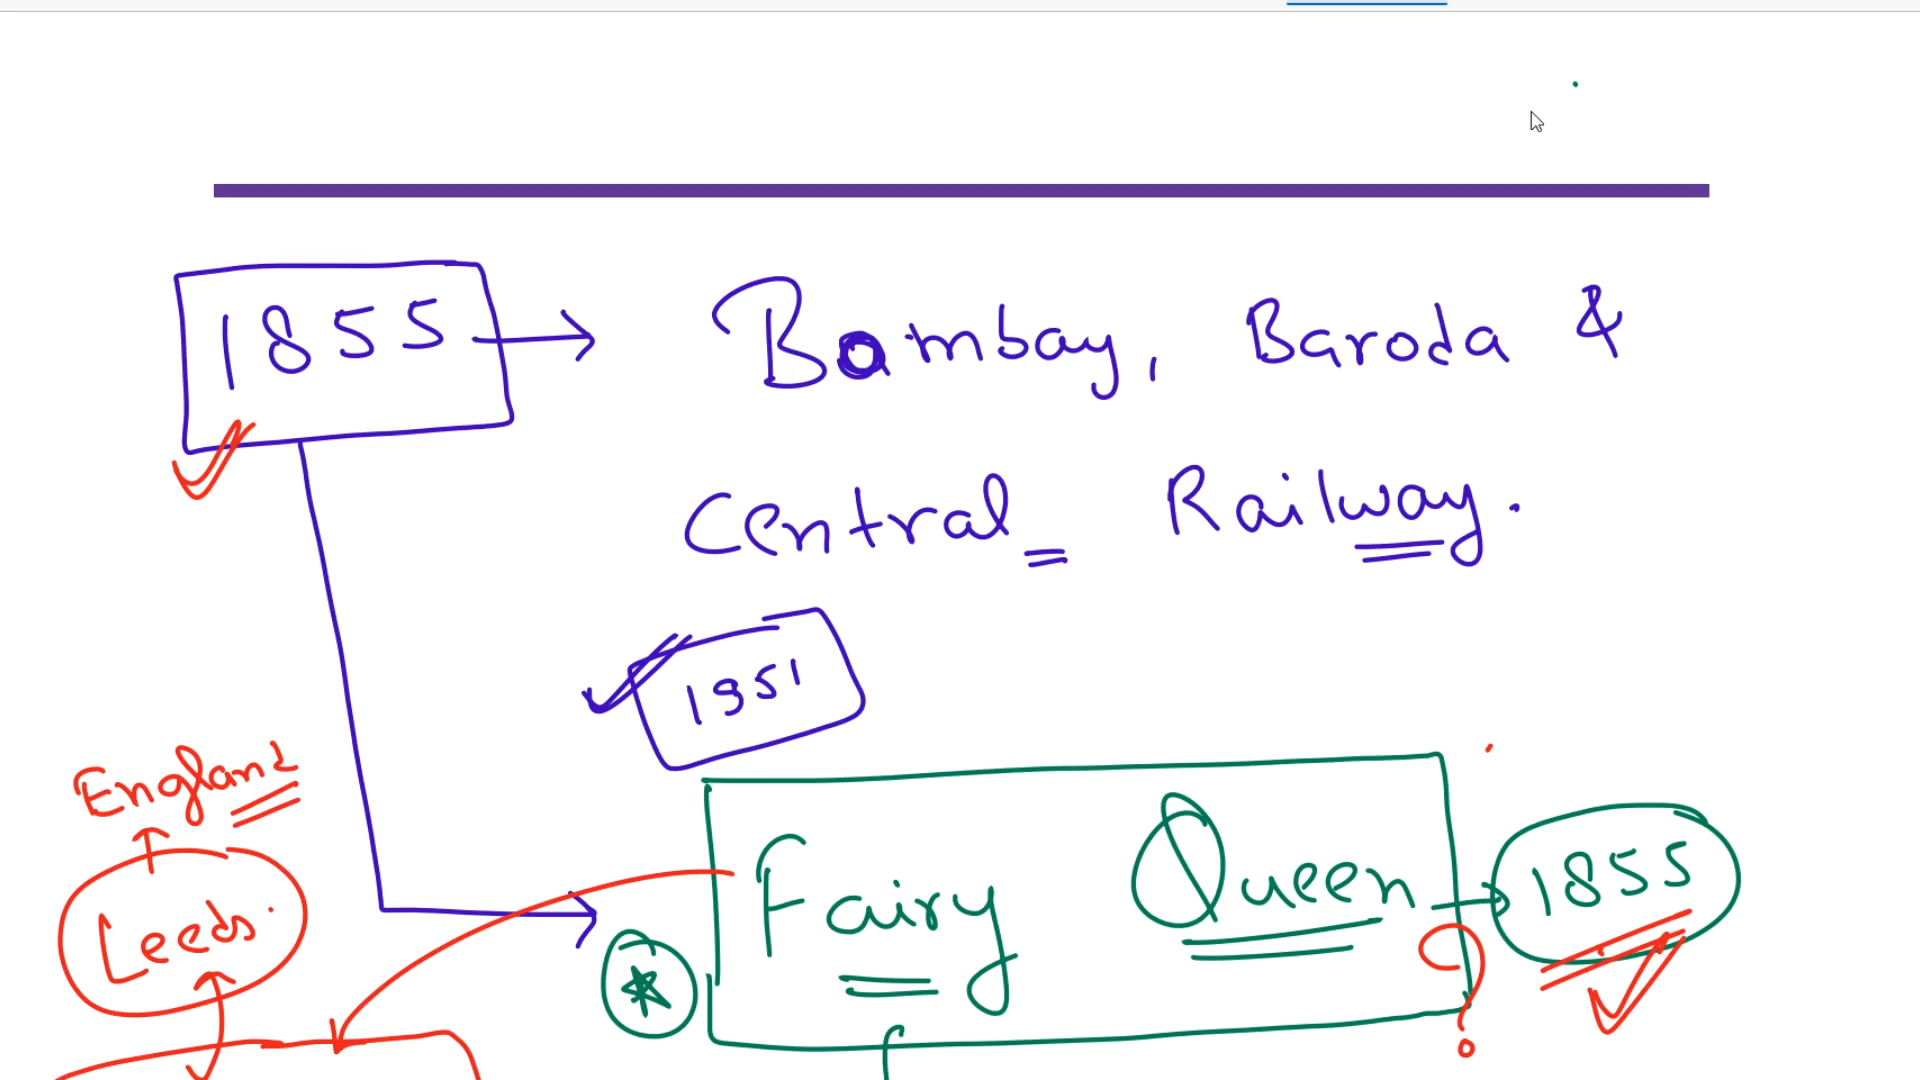 1855 → Bombay, Baroda &
Central Railway.
1951
England
Fairy Queen → 1855
Leeds.
?